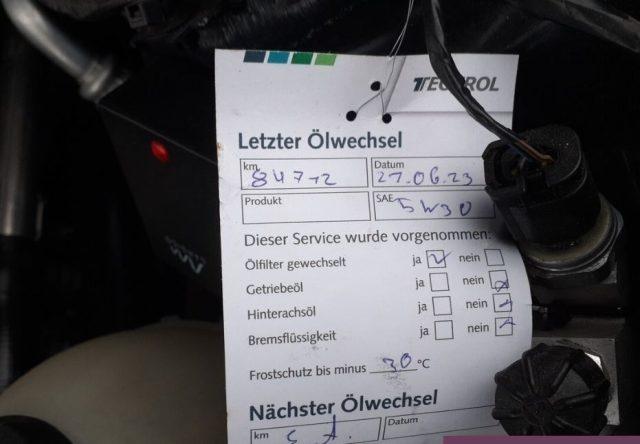 TECTROL
Letzter Ölwechsel
km 84772 Datum 27.06.23
Produkt SAE 5W30
Dieser Service wurde vorgenommen:
Ölfilter gewechselt ja nein
Getriebeöl ja nein
Hinterachsöl ja nein
Bremsflüssigkeit ja nein
Frostschutz bis minus 30 °C
Nächster Ölwechsel
km Datum